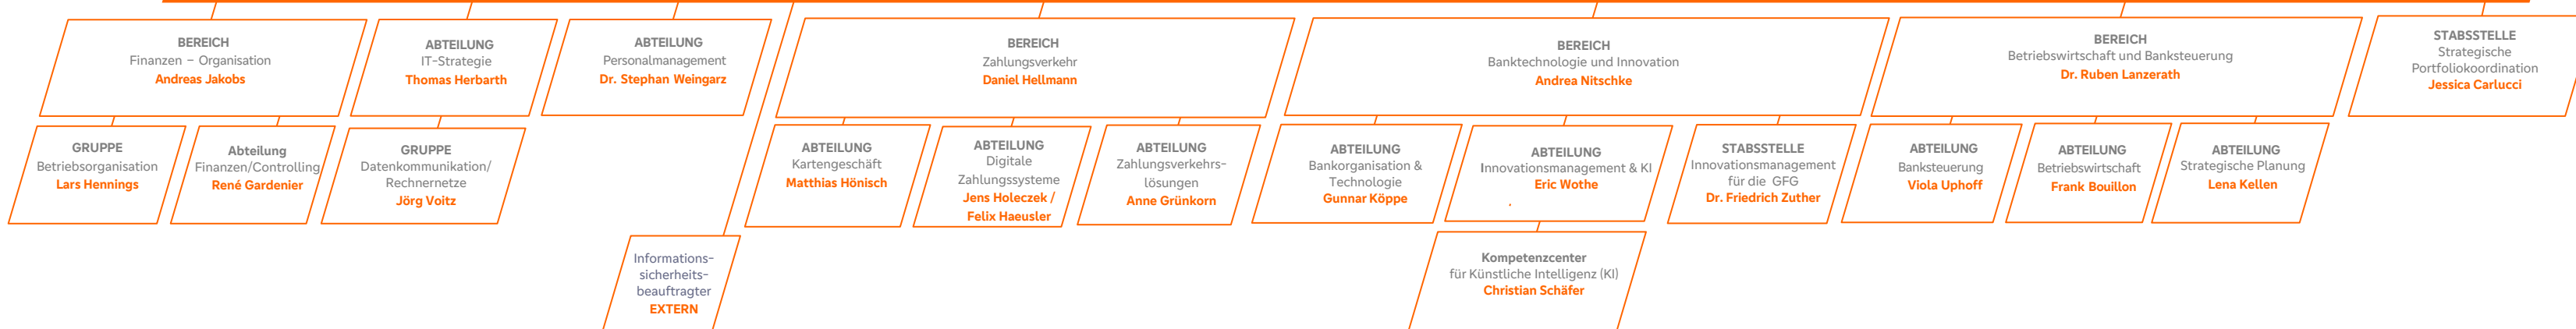 BEREICH
Finanzen – Organisation
Andreas Jakobs
ABTEILUNG
IT-Strategie
Thomas Herbarth
ABTEILUNG
Personalmanagement
Dr. Stephan Weingarz
BEREICH
Zahlungsverkehr
Daniel Hellmann
BEREICH
Banktechnologie und Innovation
Andrea Nitschke
BEREICH
Betriebswirtschaft und Banksteuerung
Dr. Ruben Lanzerath
STABSSTELLE
Strategische
Portfoliokoordination
Jessica Carlucci
GRUPPE
Betriebsorganisation
Lars Hennings
Abteilung
Finanzen/Controlling
René Gardenier
GRUPPE
Datenkommunikation/
Rechnernetze
Jörg Voitz
ABTEILUNG
Kartengeschäft
Matthias Hönisch
ABTEILUNG
Digitale
Zahlungssysteme
Jens Holeczek /
Felix Haeusler
ABTEILUNG
Zahlungsverkehrs-
lösungen
Anne Grünkorn
ABTEILUNG
Bankorganisation &
Technologie
Gunnar Köppe
ABTEILUNG
Innovationsmanagement & KI
Eric Wothe
STABSSTELLE
Innovationsmanagement
für die GFG
Dr. Friedrich Zuther
ABTEILUNG
Banksteuerung
Viola Uphoff
ABTEILUNG
Betriebswirtschaft
Frank Bouillon
ABTEILUNG
Strategische Planung
Lena Kellen
Informations-
sicherheits-
beauftragter
EXTERN
Kompetenzcenter
für Künstliche Intelligenz (KI)
Christian Schäfer